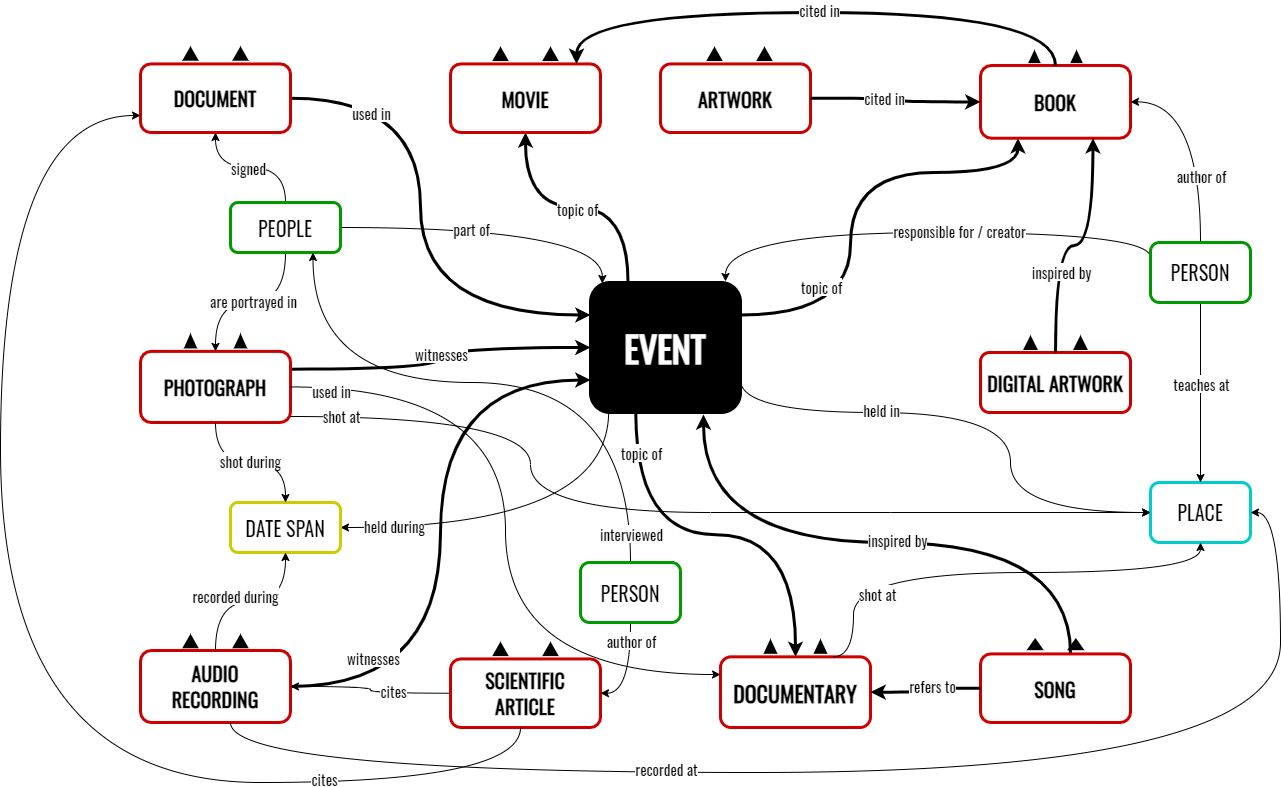 cited in
DOCUMENT
MOVIE
ARTWORK
cited in
BOOK
used in
signed
author of
topic of
PEOPLE
part of
responsible for / creator
PERSON
inspired by
topic of
are portrayed in
EVENT
witnesses
PHOTOGRAPH
used in
DIGITAL ARTWORK
teaches at
shot at
held in
topic of
shot during
PLACE
DATE SPAN
held during
interviewed
inspired by
PERSON
shot at
recorded during
author of
witnesses
AUDIO
RECORDING
cites
SCIENTIFIC
ARTICLE
DOCUMENTARY
refers to
SONG
recorded at
cites